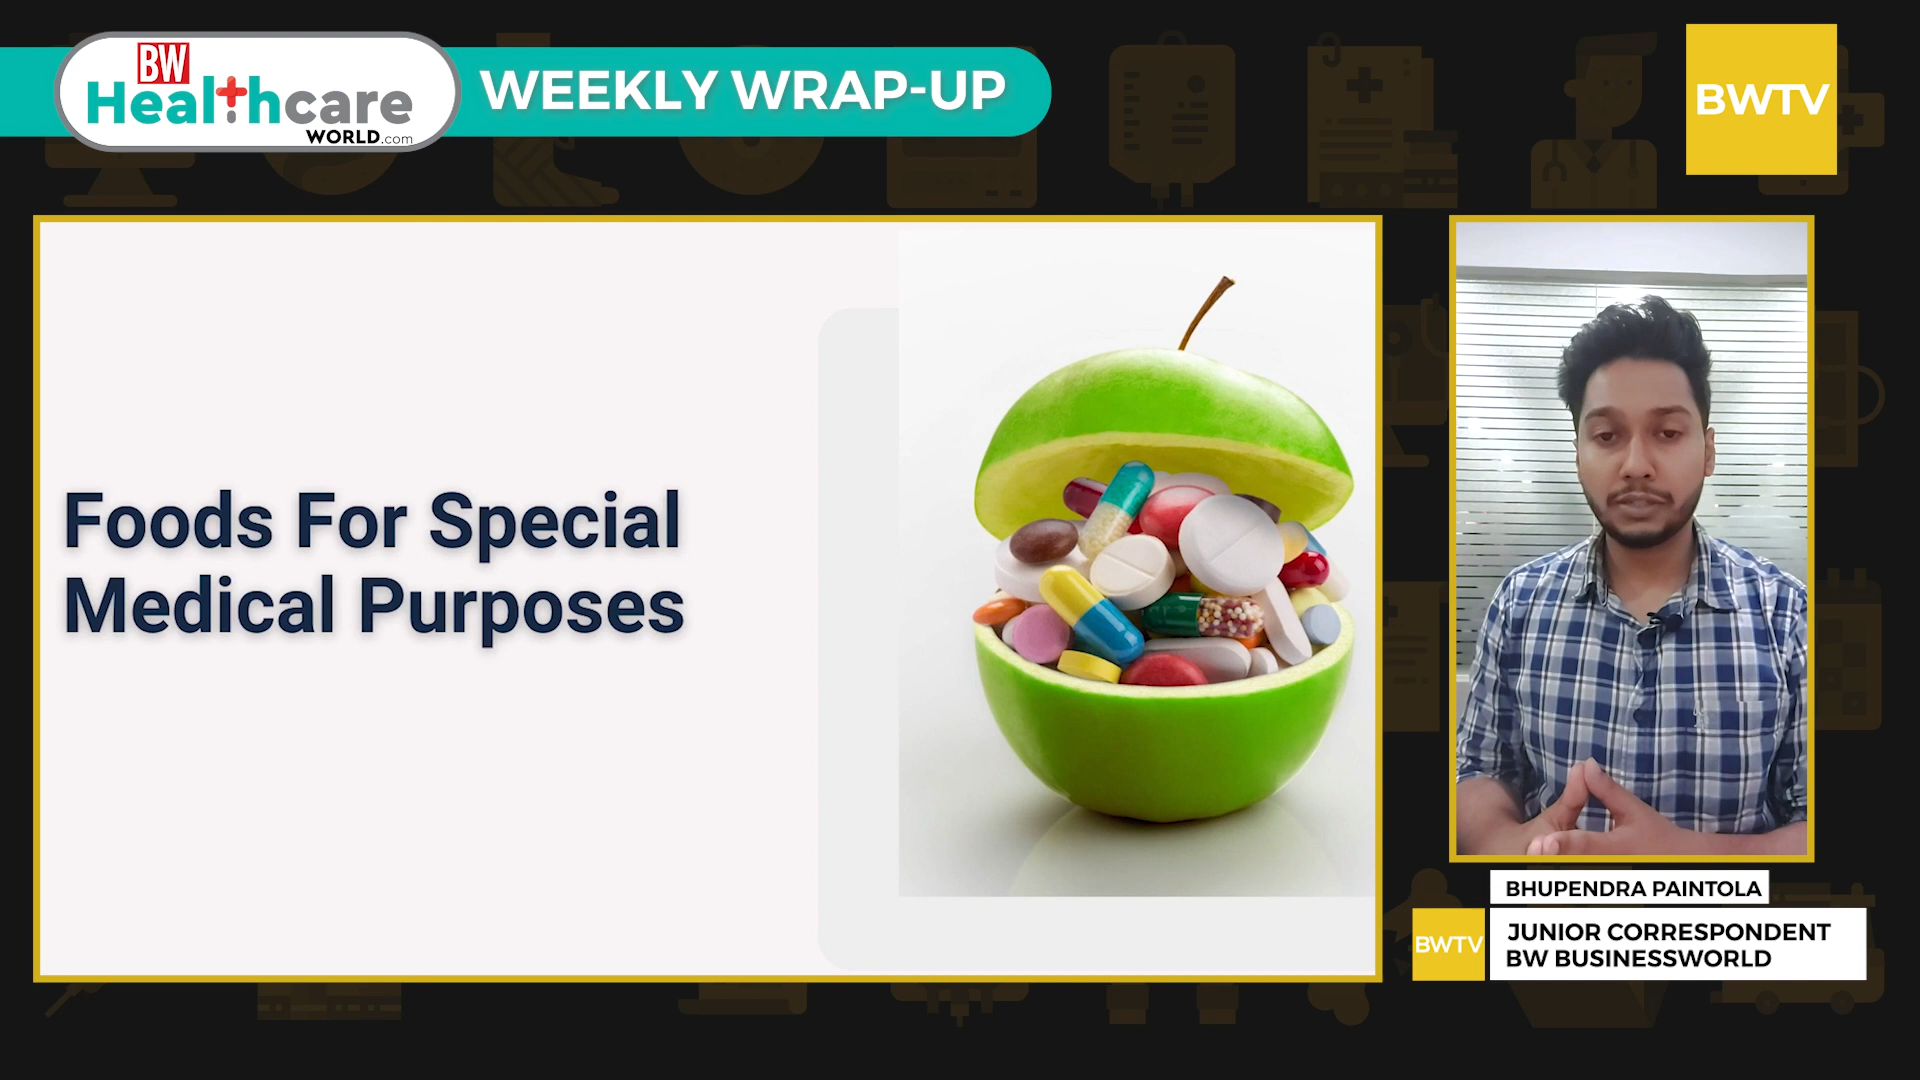 BW
Healthcare
WORLD.com
WEEKLY WRAP-UP
BWTV
Foods For Special
Medical Purposes
BHUPENDRA PAINTOLA
BWTV
JUNIOR CORRESPONDENT
BW BUSINESSWORLD